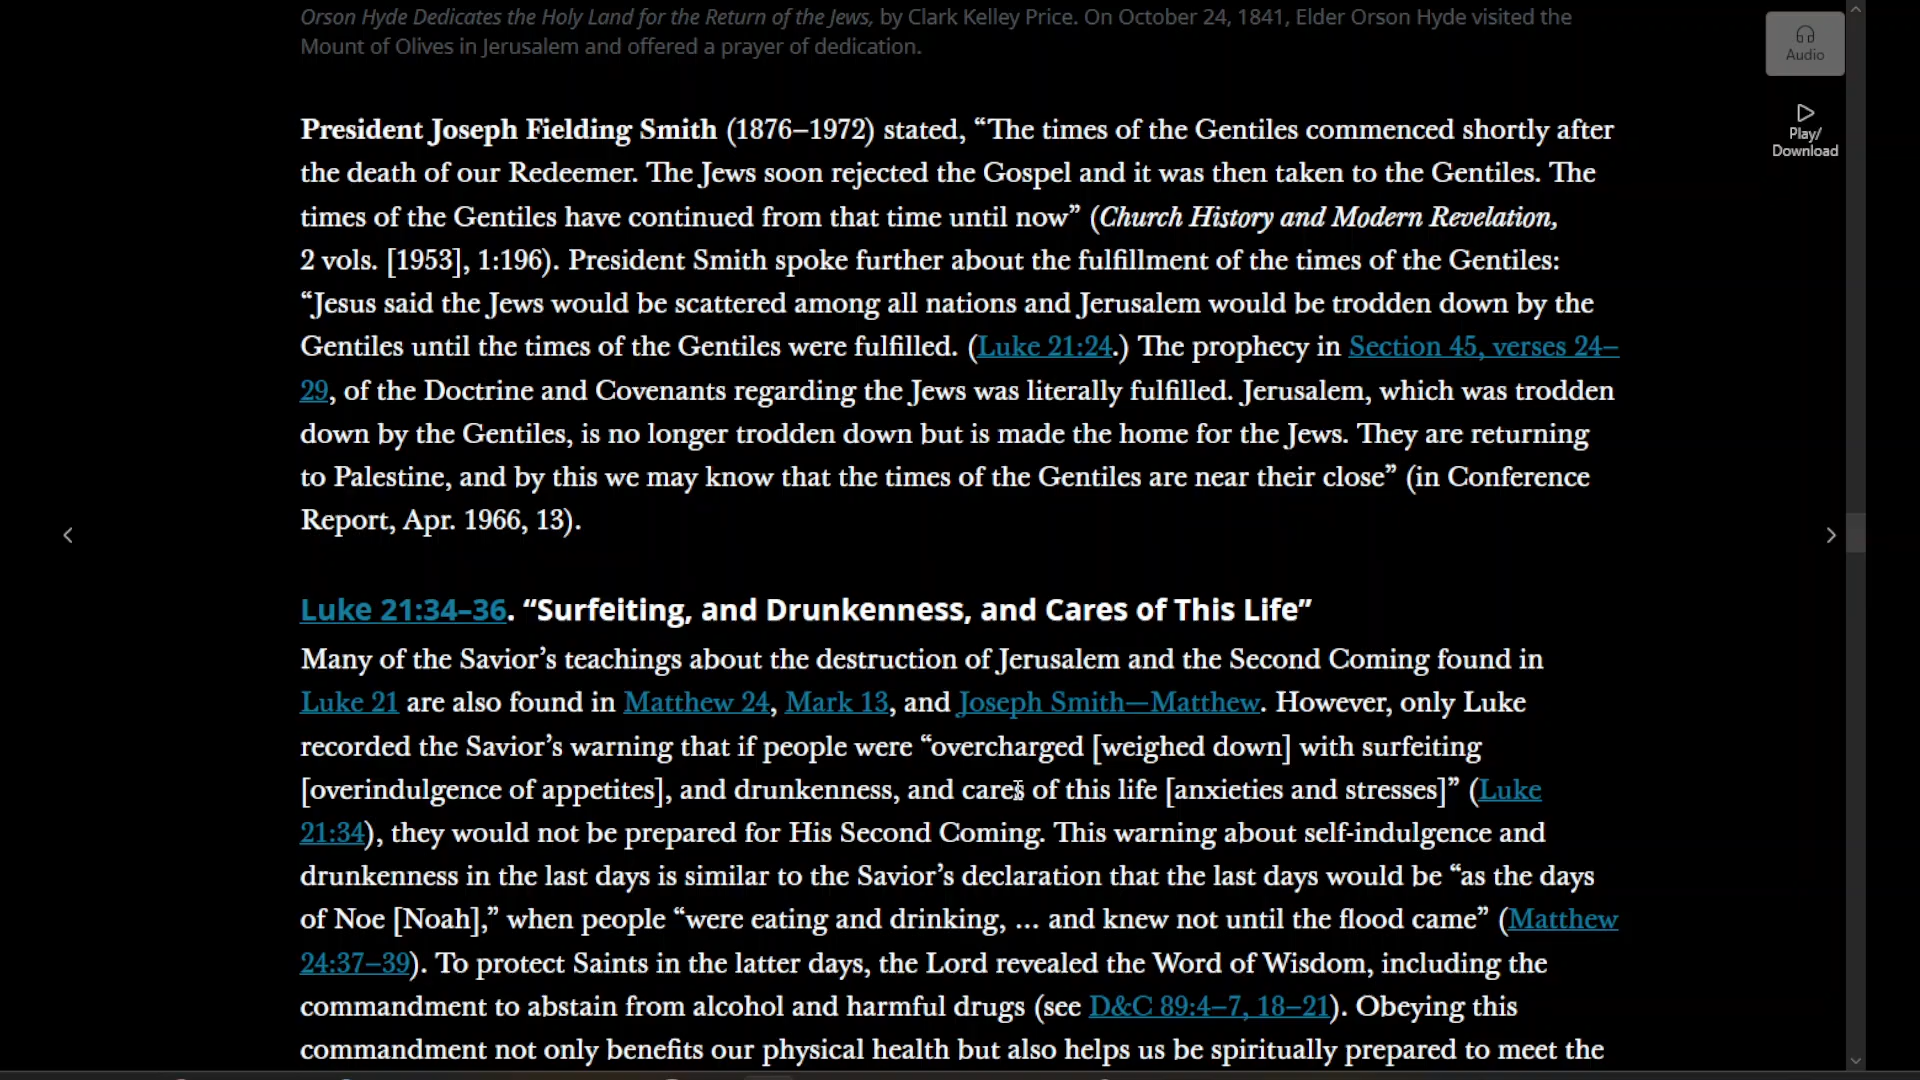 Orson Hyde Dedicates the Holy Land for the Return of the Jews, by Clark Kelley Price. On October 24, 1841, Elder Orson Hyde visited the
Mount of Olives in Jerusalem and offered a prayer of dedication.
Audio
Play/
Download
President Joseph Fielding Smith (1876–1972) stated, “The times of the Gentiles commenced shortly after
the death of our Redeemer. The Jews soon rejected the Gospel and it was then taken to the Gentiles. The
times of the Gentiles have continued from that time until now” (Church History and Modern Revelation,
2 vols. [1953], 1:196). President Smith spoke further about the fulfillment of the times of the Gentiles:
“Jesus said the Jews would be scattered among all nations and Jerusalem would be trodden down by the
Gentiles until the times of the Gentiles were fulfilled. (Luke 21:24.) The prophecy in Section 45, verses 24–
29, of the Doctrine and Covenants regarding the Jews was literally fulfilled. Jerusalem, which was trodden
down by the Gentiles, is no longer trodden down but is made the home for the Jews. They are returning
to Palestine, and by this we may know that the times of the Gentiles are near their close” (in Conference
Report, Apr. 1966, 13).
Luke 21:34–36. “Surfeiting, and Drunkenness, and Cares of This Life”
Many of the Savior’s teachings about the destruction of Jerusalem and the Second Coming found in
Luke 21 are also found in Matthew 24, Mark 13, and Joseph Smith—Matthew. However, only Luke
recorded the Savior’s warning that if people were “overcharged [weighed down] with surfeiting
[overindulgence of appetites], and drunkenness, and cares of this life [anxieties and stresses]” (Luke
21:34), they would not be prepared for His Second Coming. This warning about self-indulgence and
drunkenness in the last days is similar to the Savior’s declaration that the last days would be “as the days
of Noe [Noah],” when people “were eating and drinking, … and knew not until the flood came” (Matthew
24:37–39). To protect Saints in the latter days, the Lord revealed the Word of Wisdom, including the
commandment to abstain from alcohol and harmful drugs (see D&C 89:4–7, 18–21). Obeying this
commandment not only benefits our physical health but also helps us be spiritually prepared to meet the